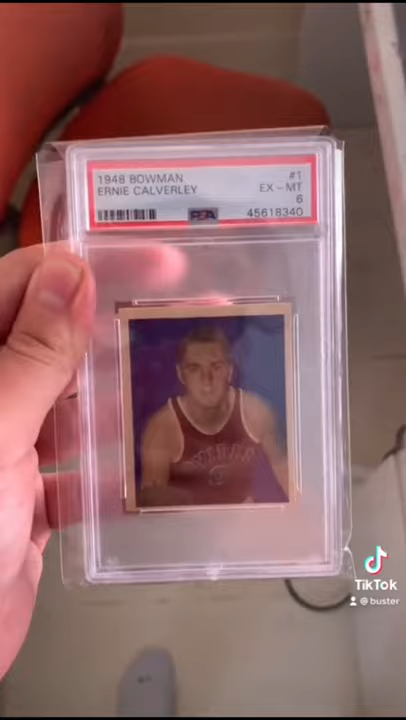 1948 BOWMAN #1
ERNIE CALVERLEY EX - MT
6
PSA 45618340
TikTok
@buster